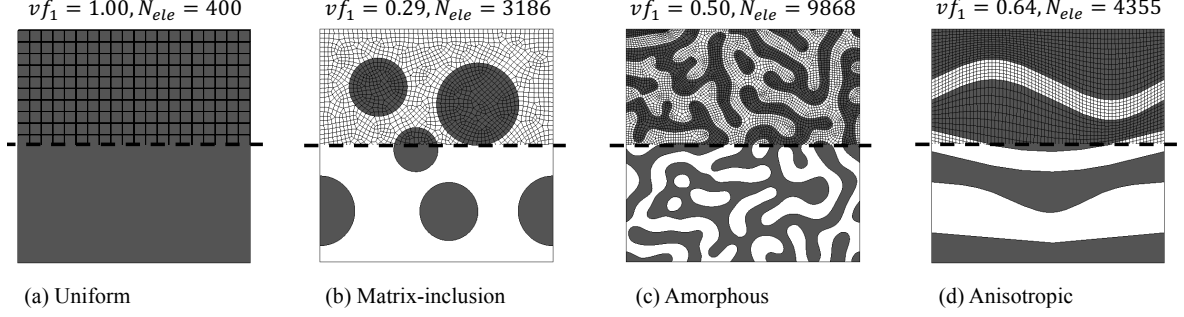 vf₁ = 1.00, Nₑₗₑ = 400
vf₁ = 0.29, Nₑₗₑ = 3186
vf₁ = 0.50, Nₑₗₑ = 9868
vf₁ = 0.64, Nₑₗₑ = 4355
(a) Uniform
(b) Matrix-inclusion
(c) Amorphous
(d) Anisotropic